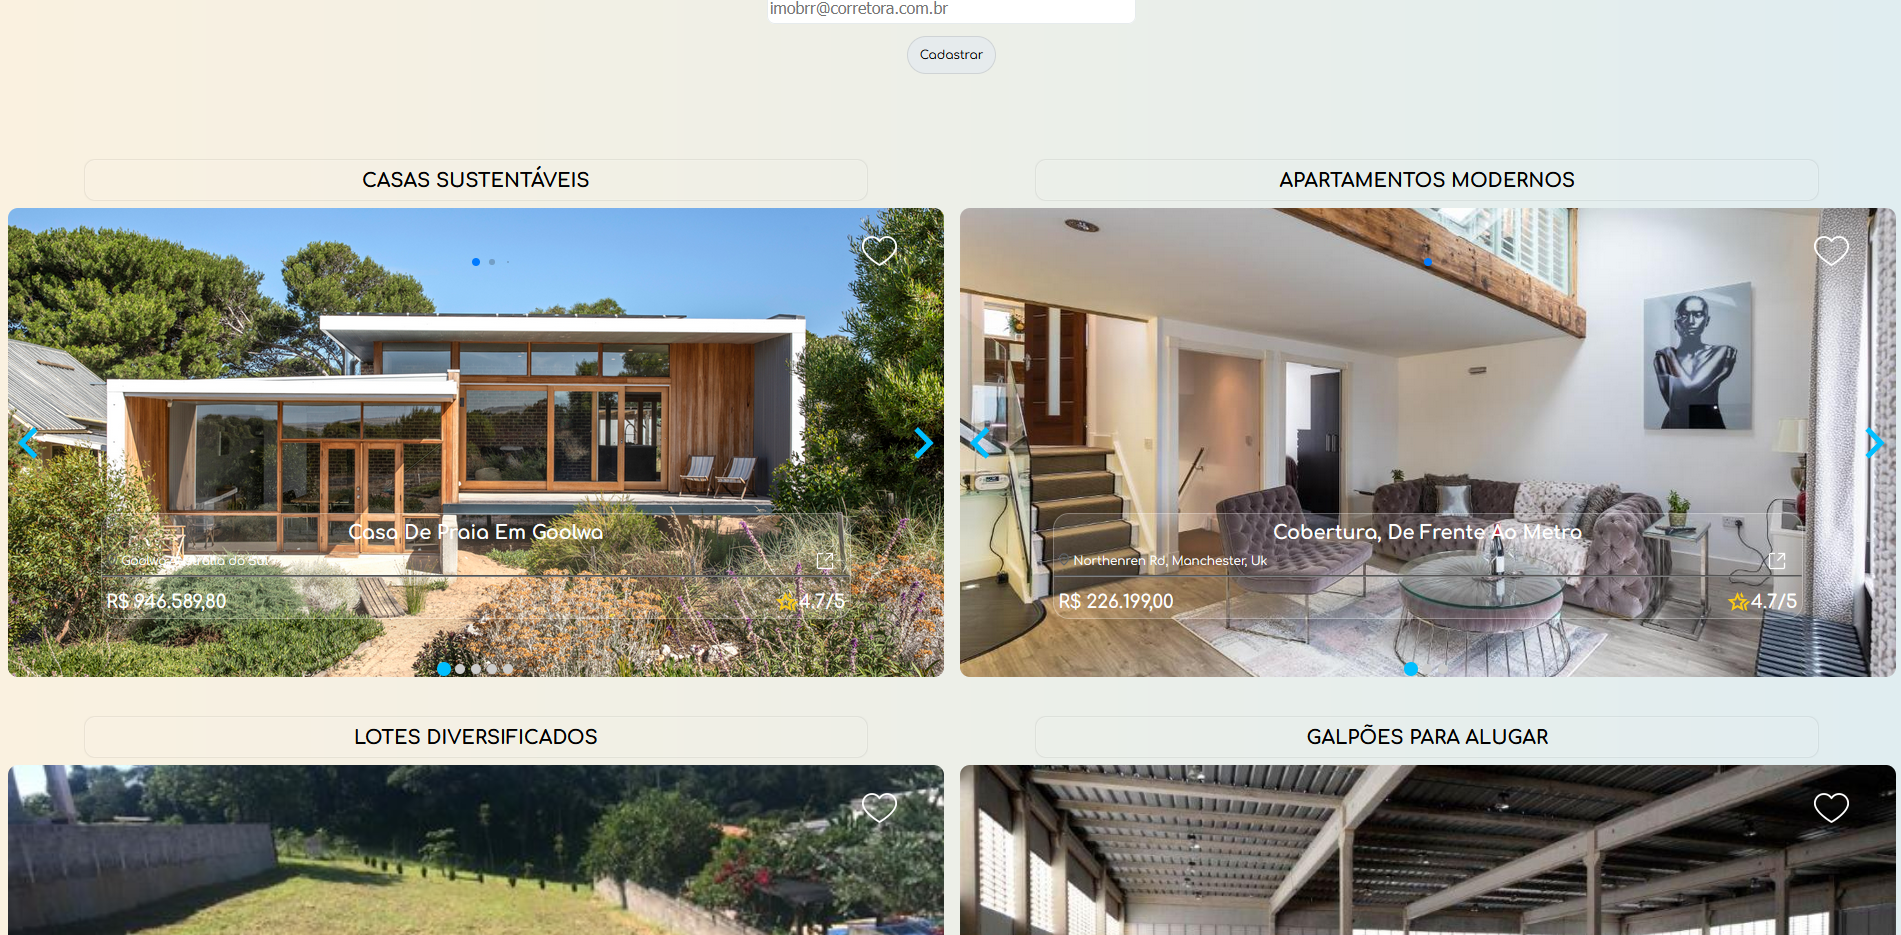 imobrr@corretora.com.br
Cadastrar
CASAS SUSTENTÁVEIS
APARTAMENTOS MODERNOS
Casa De Praia Em Goolwa
Goolwa, Austrália do Sul
R$ 946.589,80
4.7/5
Cobertura, De Frente Ao Metro
Northenren Rd, Manchester, Uk
R$ 226.199,00
4.7/5
LOTES DIVERSIFICADOS
GALPÕES PARA ALUGAR